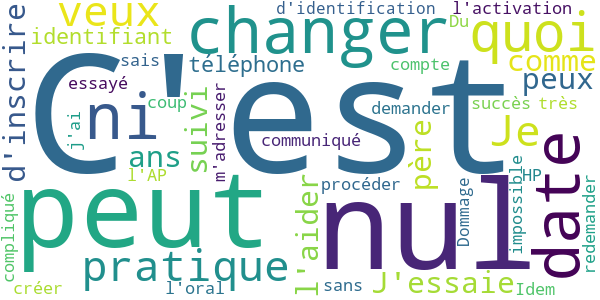 veux
d'identification
l'activation
identifiant
changer
Du
quoi
d'inscrire
sais
téléphone
compte
comme
C'est
essayé
coup
suivi
m'adresser
demander
succès
très
peux
ni
j'ai
communiqué
père
Je
date
ans
l'AP
peut
nul
procéder
l'aider
Dommage
impossible
HP
redemander
compliqué
pratique
créer
l'oral
sans
J'essaie
Idem